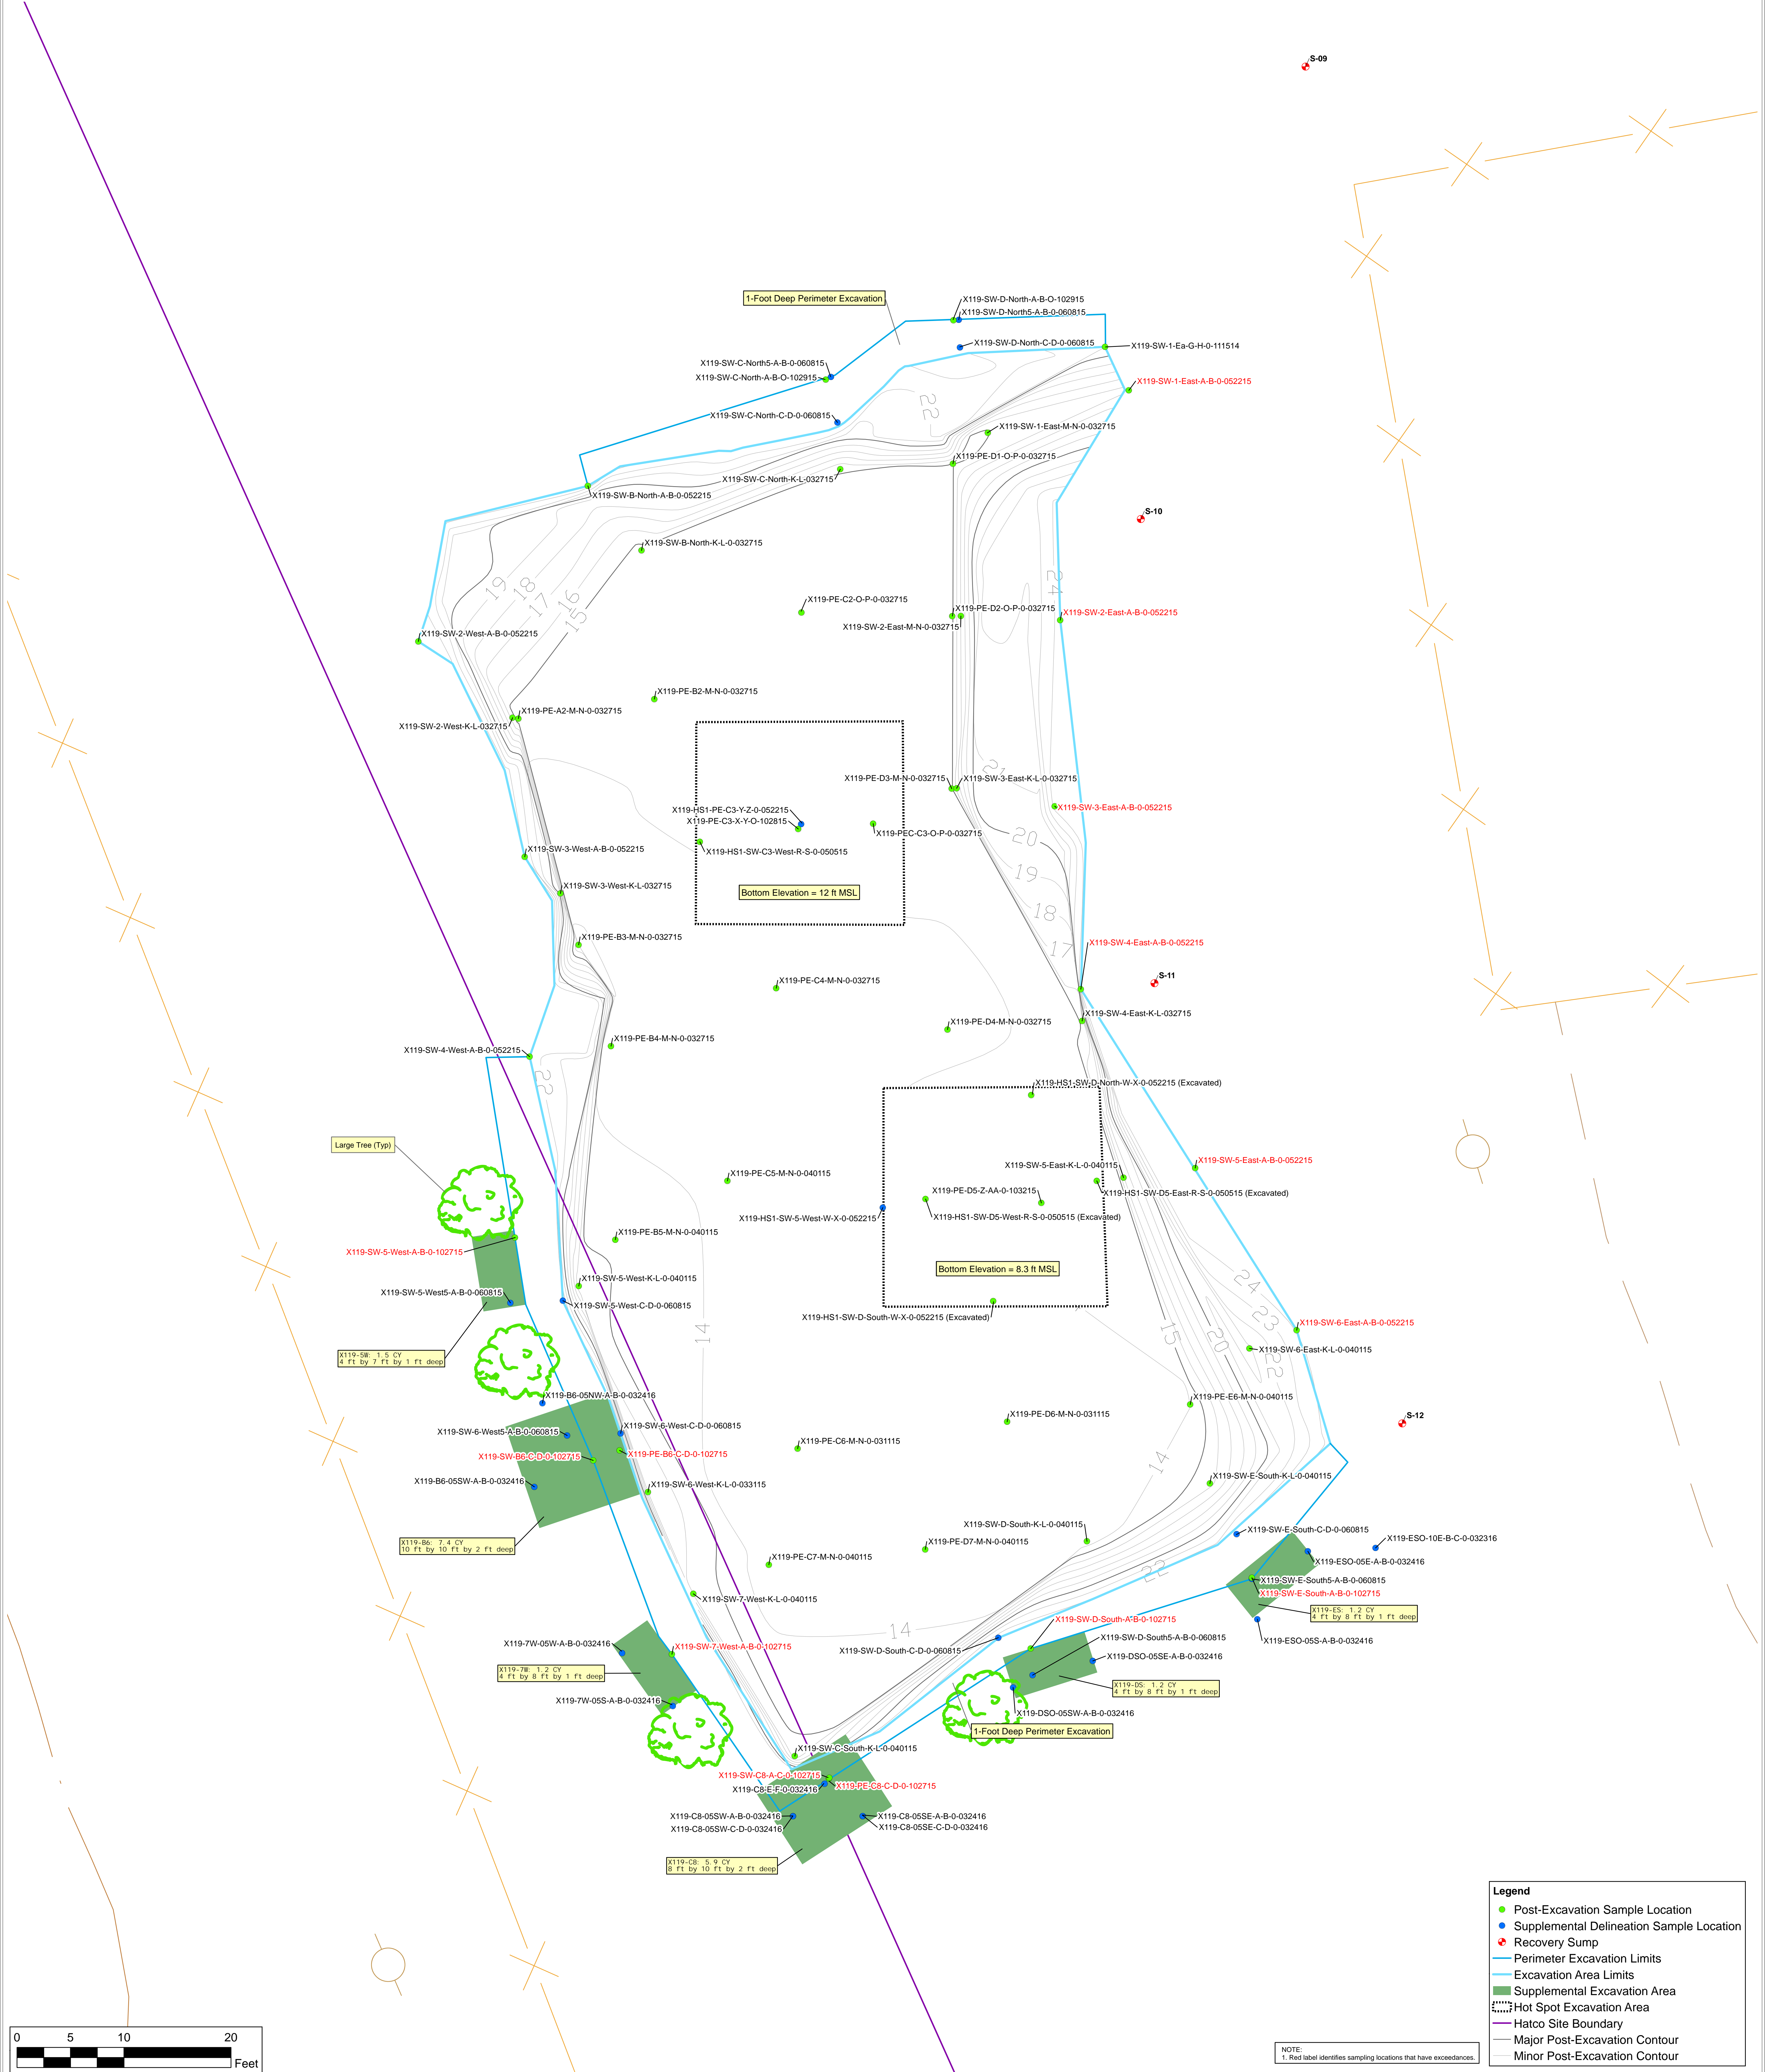 S-09
1-Foot Deep Perimeter Excavation
X119-SW-D-North-A-B-O-102915
X119-SW-D-North5-A-B-0-060815
X119-SW-D-North-C-D-0-060815
X119-SW-1-Ea-G-H-0-111514
X119-SW-C-North5-A-B-0-060815
X119-SW-C-North-A-B-O-102915
X119-SW-1-East-A-B-0-052215
22
X119-SW-C-North-C-D-0-060815
X119-SW-1-East-M-N-0-032715
X119-PE-D1-O-P-0-032715
X119-SW-C-North-K-L-032715
X119-SW-B-North-A-B-0-052215
S-10
X119-SW-B-North-K-L-0-032715
19
18
17
16
15
24
X119-PE-C2-O-P-0-032715
X119-PE-D2-O-P-0-032715
X119-SW-2-East-A-B-0-052215
X119-SW-2-East-M-N-0-032715
X119-SW-2-West-A-B-0-052215
X119-PE-B2-M-N-0-032715
X119-PE-A2-M-N-0-032715
X119-SW-2-West-K-L-032715
21
X119-PE-D3-M-N-0-032715
X119-SW-3-East-K-L-0-032715
X119-HS1-PE-C3-Y-Z-0-052215
X119-SW-3-East-A-B-0-052215
X119-PE-C3-X-Y-O-102815
X119-PEC-C3-O-P-0-032715
20
X119-HS1-SW-C3-West-R-S-0-050515
X119-SW-3-West-A-B-0-052215
19
Bottom Elevation = 12 ft MSL
X119-SW-3-West-K-L-032715
18
X119-PE-B3-M-N-0-032715
17
X119-SW-4-East-A-B-0-052215
S-11
X119-PE-C4-M-N-0-032715
X119-SW-4-East-K-L-032715
X119-PE-D4-M-N-0-032715
X119-PE-B4-M-N-0-032715
X119-SW-4-West-A-B-0-052215
22
X119-HS1-SW-D-North-W-X-0-052215 (Excavated)
Large Tree (Typ)
X119-SW-5-East-A-B-0-052215
X119-SW-5-East-K-L-0-040115
X119-PE-C5-M-N-0-040115
X119-PE-D5-Z-AA-0-103215
X119-HS1-SW-D5-East-R-S-0-050515 (Excavated)
X119-HS1-SW-5-West-W-X-0-052215
X119-HS1-SW-D5-West-R-S-0-050515 (Excavated)
X119-PE-B5-M-N-0-040115
X119-SW-5-West-A-B-0-102715
Bottom Elevation = 8.3 ft MSL
24
X119-SW-5-West-K-L-0-040115
X119-SW-5-West5-A-B-0-060815
X119-SW-5-West-C-D-0-060815
X119-HS1-SW-D-South-W-X-0-052215 (Excavated)
23
X119-SW-6-East-A-B-0-052215
14
15
20
22
X119-SW-6-East-K-L-0-040115
X119-5W: 1.5 CY
4 ft by 7 ft by 1 ft deep
X119-B6-05NW-A-B-0-032416
X119-PE-E6-M-N-0-040115
X119-PE-D6-M-N-0-031115
S-12
X119-SW-6-West-C-D-0-060815
X119-SW-6-West5-A-B-0-060815
X119-PE-C6-M-N-0-031115
X119-PE-B6-C-D-0-102715
X119-SW-B6-C-D-0-102715
14
X119-B6-05SW-A-B-0-032416
X119-SW-6-West-K-L-0-033115
X119-SW-E-South-K-L-0-040115
X119-SW-D-South-K-L-0-040115
X119-SW-E-South-C-D-0-060815
X119-B6: 7.4 CY
10 ft by 10 ft by 2 ft deep
X119-PE-D7-M-N-0-040115
X119-ESO-10E-B-C-0-032316
X119-PE-C7-M-N-0-040115
X119-ESO-05E-A-B-0-032416
22
X119-SW-E-South5-A-B-0-060815
X119-SW-E-South-A-B-0-102715
X119-SW-7-West-K-L-0-040115
X119-ES: 1.2 CY
4 ft by 8 ft by 1 ft deep
X119-SW-D-South-A-B-0-102715
14
X119-7W-05W-A-B-0-032416
X119-SW-7-West-A-B-0-102715
X119-SW-D-South5-A-B-0-060815
X119-ESO-05S-A-B-0-032416
X119-SW-D-South-C-D-0-060815
X119-DSO-05SE-A-B-0-032416
X119-7W: 1.2 CY
4 ft by 8 ft by 1 ft deep
X119-DS: 1.2 CY
4 ft by 8 ft by 1 ft deep
X119-7W-05S-A-B-0-032416
X119-DSO-05SW-A-B-0-032416
1-Foot Deep Perimeter Excavation
X119-SW-C-South-K-L-0-040115
X119-SW-C8-A-C-0-102715
X119-PE-C8-C-D-0-102715
X119-C8-E-F-0-032416
X119-C8-05SW-A-B-0-032416
X119-C8-05SE-A-B-0-032416
X119-C8-05SW-C-D-0-032416
X119-C8-05SE-C-D-0-032416
X119-C8: 5.9 CY
8 ft by 10 ft by 2 ft deep
Legend
Post-Excavation Sample Location
Supplemental Delineation Sample Location
Recovery Sump
Perimeter Excavation Limits
Excavation Area Limits
Supplemental Excavation Area
Hot Spot Excavation Area
Hatco Site Boundary
Major Post-Excavation Contour
Minor Post-Excavation Contour
0 5 10 20
Feet
NOTE:
1. Red label identifies sampling locations that have exceedances.